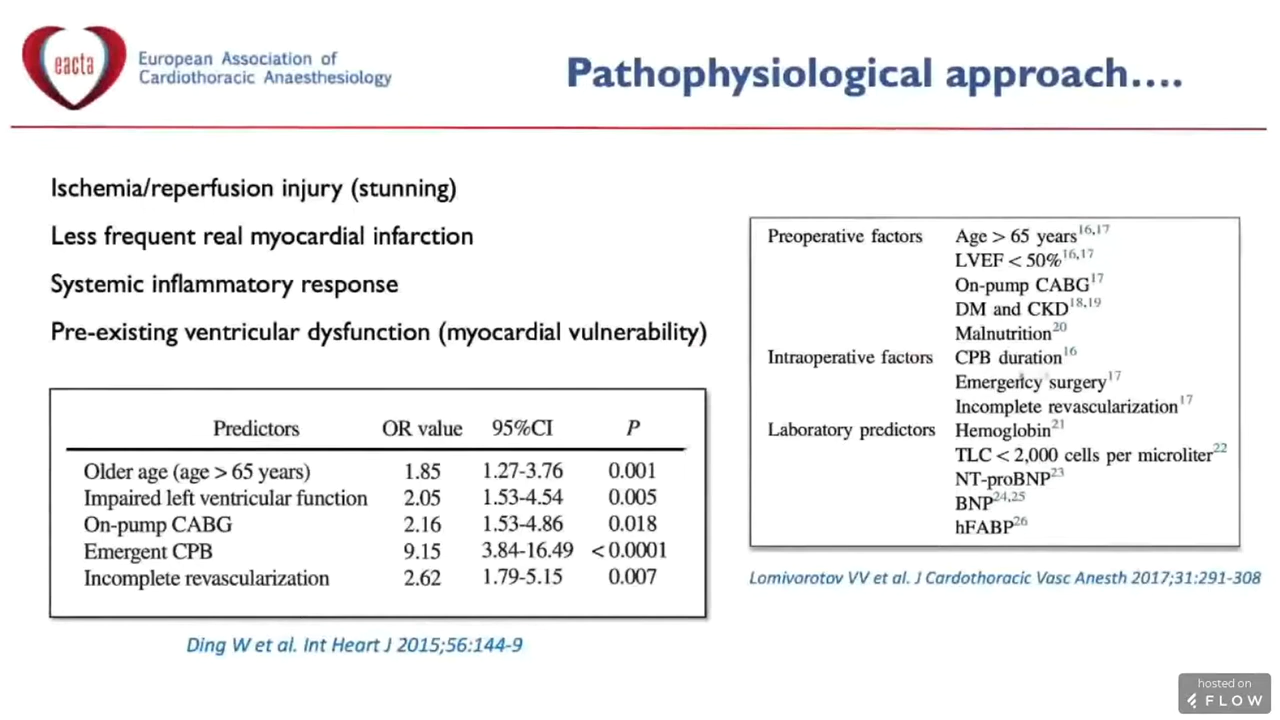 eacta
European Association of
Cardiothoracic Anaesthesiology
Pathophysiological approach....
Ischemia/reperfusion injury (stunning)
Less frequent real myocardial infarction
Systemic inflammatory response
Pre-existing ventricular dysfunction (myocardial vulnerability)
Predictors OR value 95%CI P
Older age (age > 65 years) 1.85 1.27-3.76 0.001
Impaired left ventricular function 2.05 1.53-4.54 0.005
On-pump CABG 2.16 1.53-4.86 0.018
Emergent CPB 9.15 3.84-16.49 < 0.0001
Incomplete revascularization 2.62 1.79-5.15 0.007
Ding W et al. Int Heart J 2015;56:144-9
Preoperative factors Age > 65 years16,17
LVEF < 50%16,17
On-pump CABG17
DM and CKD18,19
Malnutrition20
Intraoperative factors CPB duration16
Emergency surgery17
Incomplete revascularization17
Laboratory predictors Hemoglobin21
TLC < 2,000 cells per microliter22
NT-proBNP23
BNP24,25
hFABP26
Lomivorotov VV et al. J Cardothoracic Vasc Anesth 2017;31:291-308
hosted on
FLOW